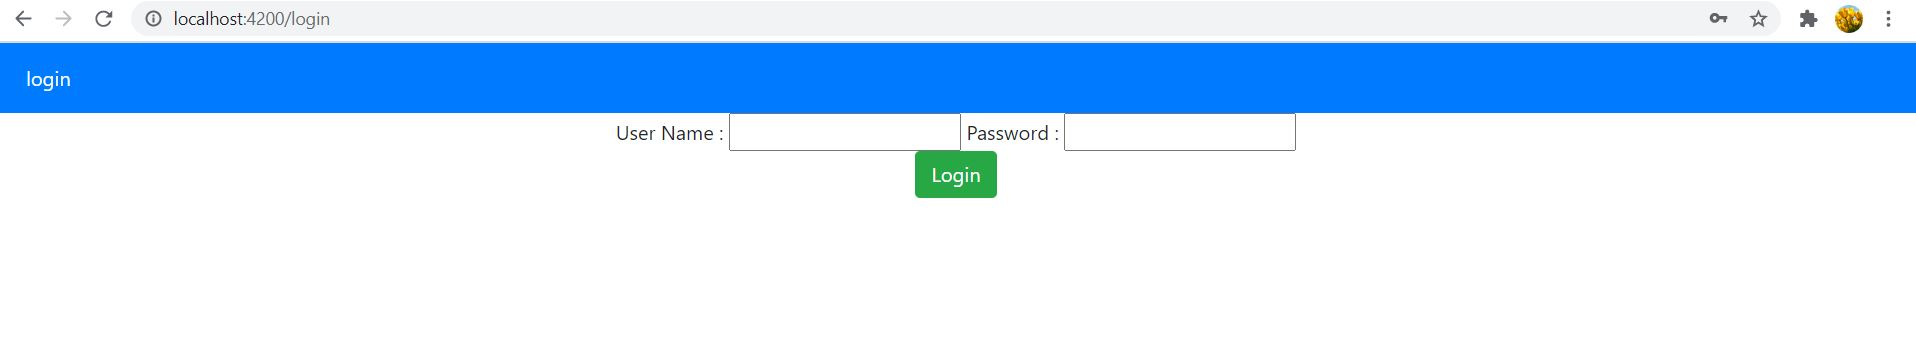 localhost:4200/login
login
User Name : Password :
Login